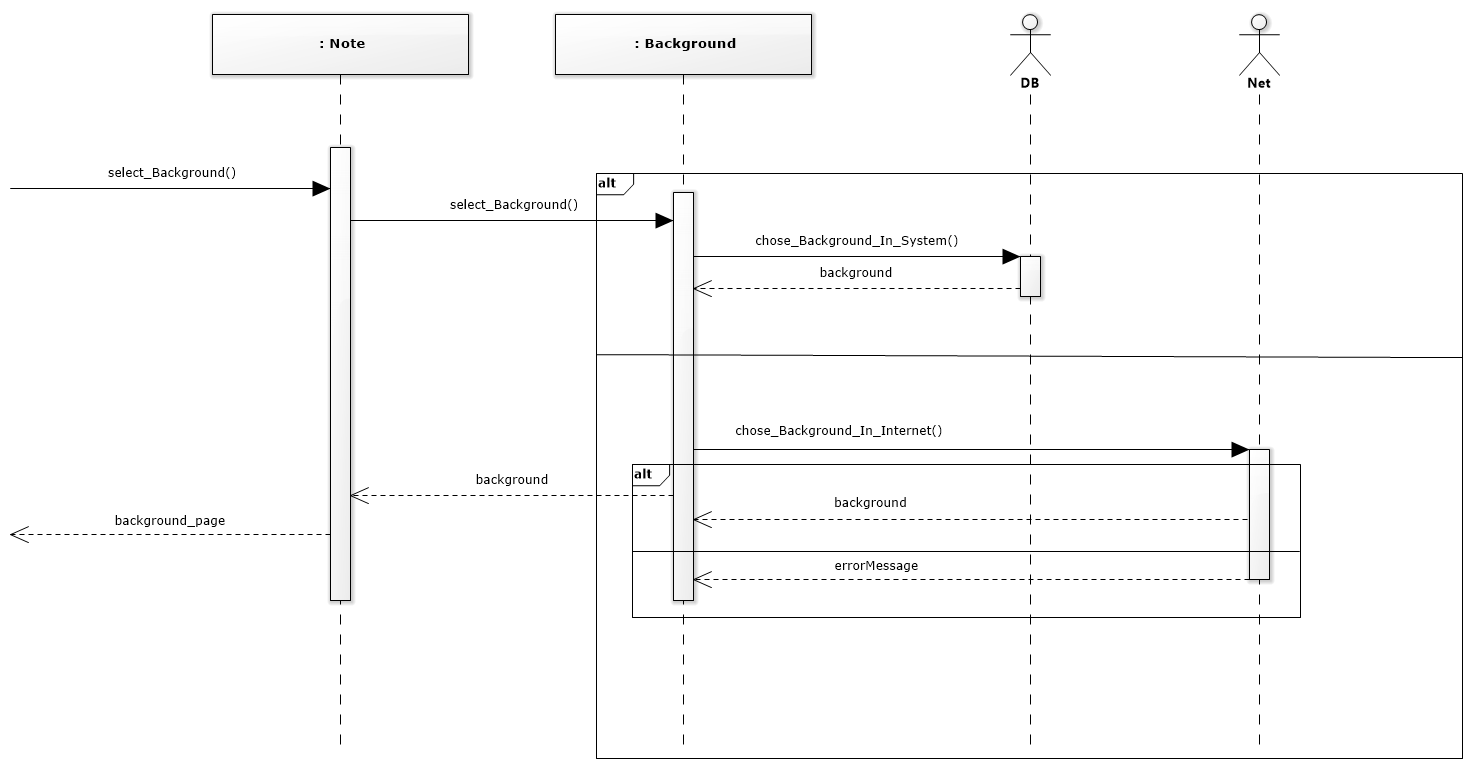 : Note
: Background
DB
Net
select_Background()
alt
select_Background()
chose_Background_In_System()
background
chose_Background_In_Internet()
alt
background
background
background_page
errorMessage